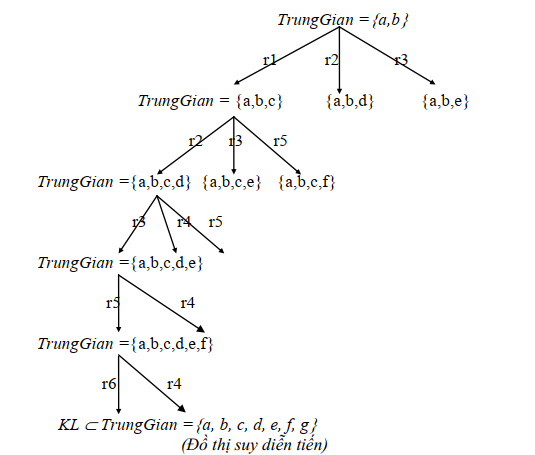 TrungGian = {a,b}
r1 r2 r3
TrungGian = {a,b,c} {a,b,d} {a,b,e}
r2 r3 r5
TrungGian ={a,b,c,d} {a,b,c,e} {a,b,c,f}
r3 r4 r5
TrungGian ={a,b,c,d,e}
r5 r4
TrungGian ={a,b,c,d,e,f}
r6 r4
KL ⊂ TrungGian = {a, b, c, d, e, f, g}
(Đồ thị suy diễn tiến)